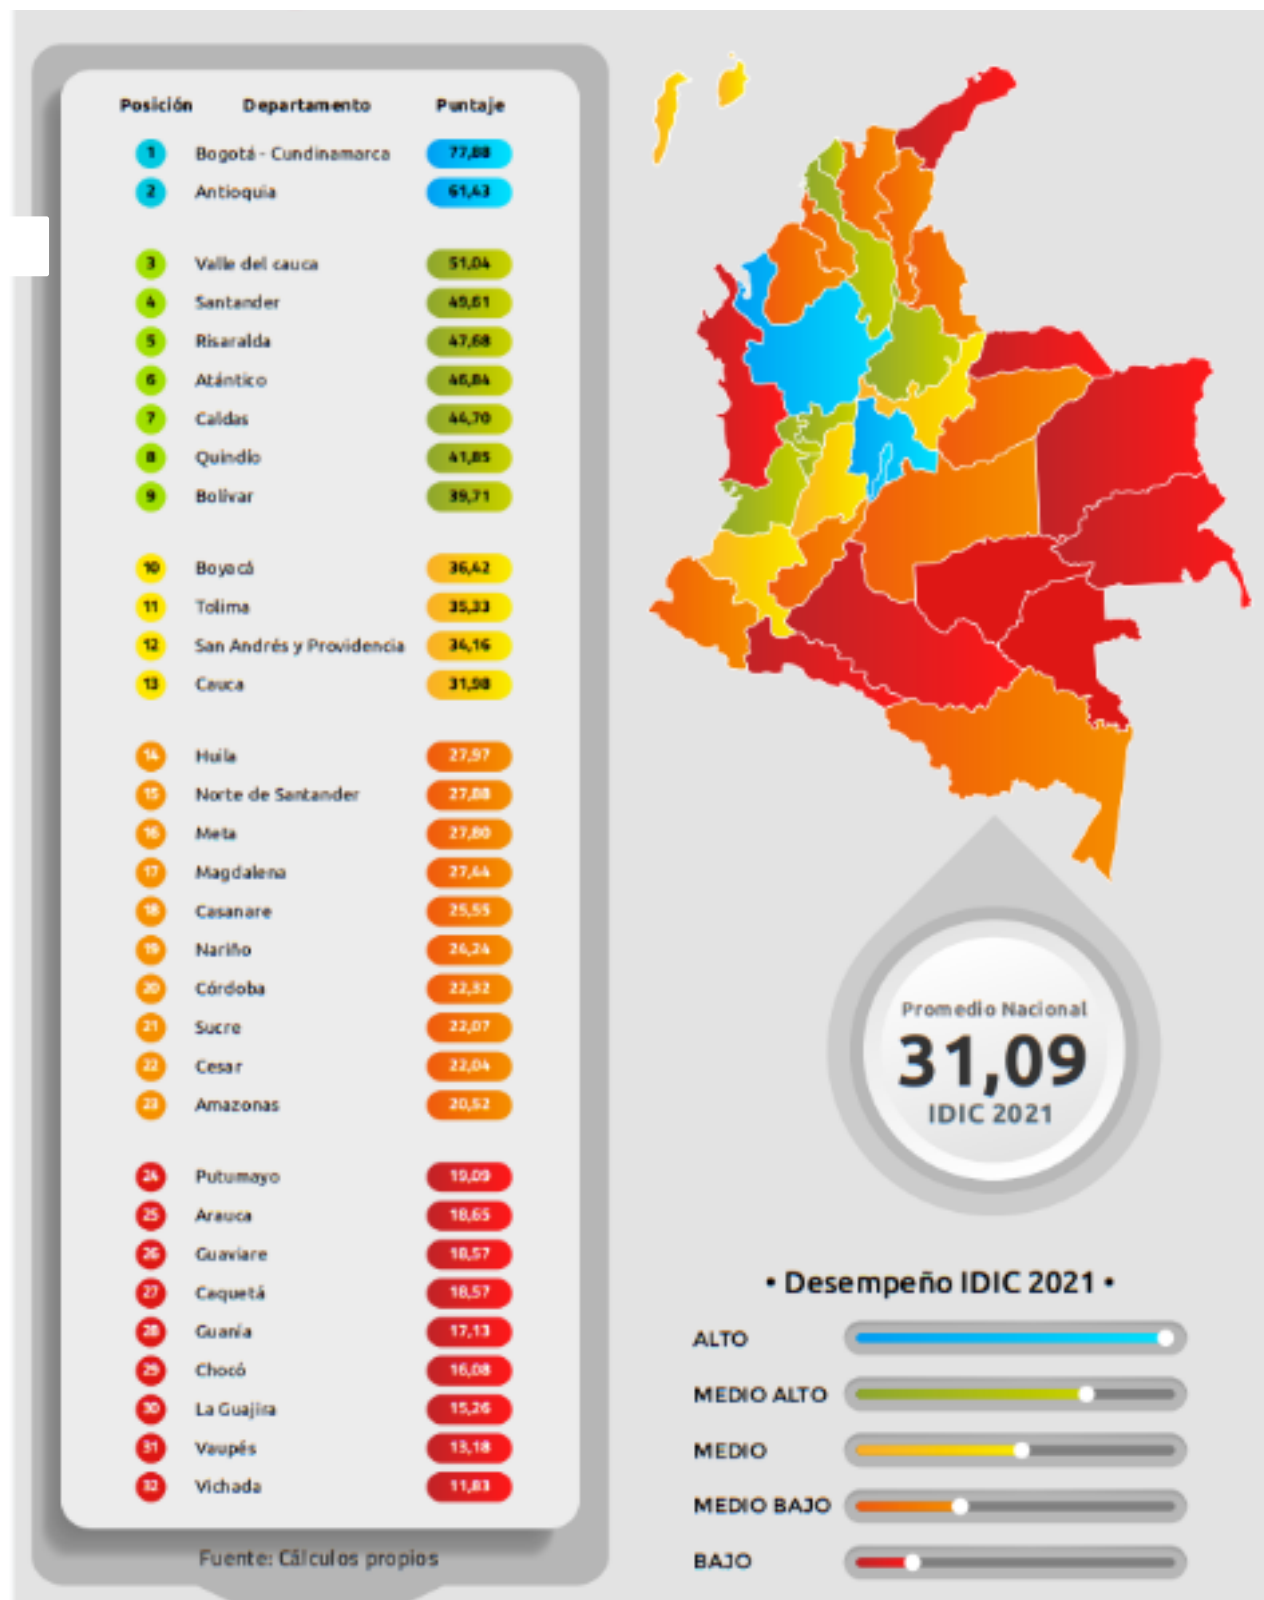 Posición Departamento Puntaje
1 Bogotá - Cundinamarca 77,88
2 Antioquia 61,43
3 Valle del cauca 51,04
4 Santander 49,61
5 Risaralda 47,68
6 Atántico 46,84
7 Caldas 44,70
8 Quindío 41,85
9 Bolívar 39,71
10 Boyacá 36,42
11 Tolima 35,33
12 San Andrés y Providencia 34,16
13 Cauca 31,98
14 Huila 27,97
15 Norte de Santander 27,88
16 Meta 27,80
17 Magdalena 27,44
18 Casanare 25,55
19 Nariño 24,24
20 Córdoba 22,32
21 Sucre 22,07
22 Cesar 22,04
23 Amazonas 20,52
24 Putumayo 19,09
25 Arauca 18,65
26 Guaviare 18,57
27 Caquetá 18,57
28 Guanía 17,13
29 Chocó 16,08
30 La Guajira 15,26
31 Vaupés 13,18
32 Vichada 11,83
Fuente: Cálculos propios
Promedio Nacional
31,09
IDIC 2021
• Desempeño IDIC 2021 •
ALTO
MEDIO ALTO
MEDIO
MEDIO BAJO
BAJO